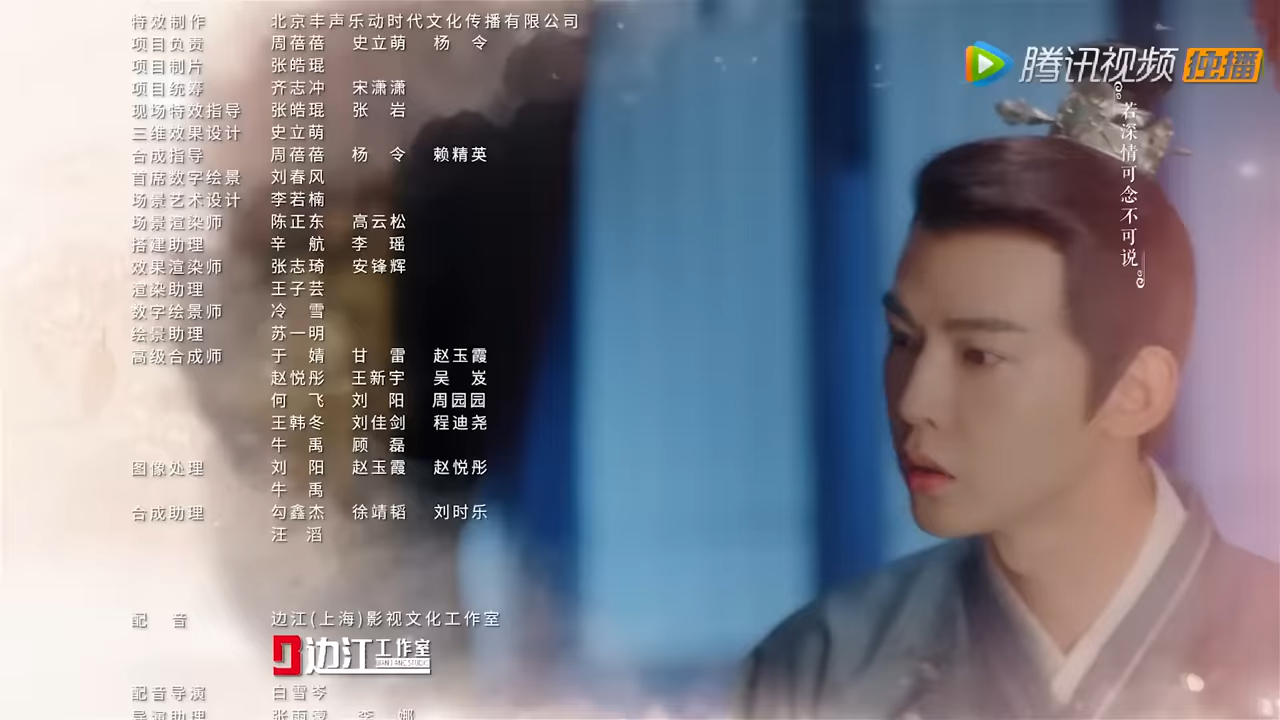 特效制作 北京丰声乐动时代文化传播有限公司
项目负责 周蓓蓓 史立萌 杨 令
项目制片 张皓琨
项目统筹 齐志冲 宋潇潇
现场特效指导 张皓琨 张 岩
三维效果设计 史立萌
合成指导 周蓓蓓 杨 令 赖精英
首席数字绘景 刘春风
场景艺术设计 李若楠
场景渲染师 陈正东 高云松
搭建助理 辛 航 李 瑶
效果渲染师 张志琦 安锋辉
渲染助理 王子芸
数字绘景师 冷 雪
绘景助理 苏一明
高级合成师 于 婧 甘 雷 赵玉霞
赵悦彤 王新宇 吴 岌
何 飞 刘 阳 周园园
王韩冬 刘佳剑 程迪尧
牛 禹 顾 磊
图像处理 刘 阳 赵玉霞 赵悦彤
牛 禹
合成助理 勾鑫杰 徐靖韬 刘时乐
汪 滔
配 音 边江(上海)影视文化工作室
边江工作室
BIANJIANG STUDIO
配音导演 白雪岑
导演助理 张雨蒙 李 娜
腾讯视频 独播
若深情可念不可说